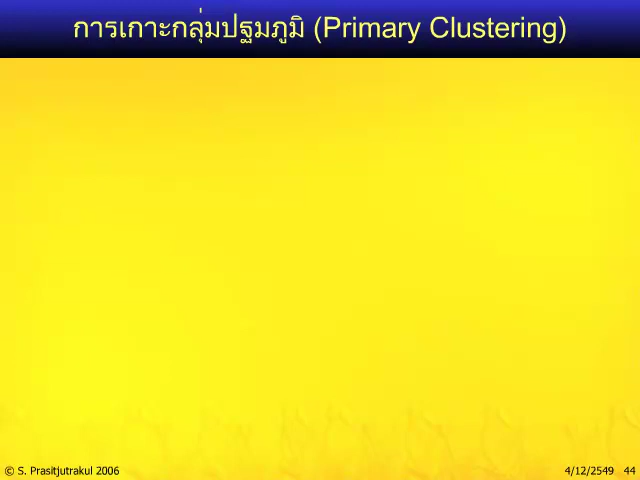 การเกาะกลุ่มปฐมภูมิ (Primary Clustering)
© S. Prasitjutrakul 2006 4/12/2549 44